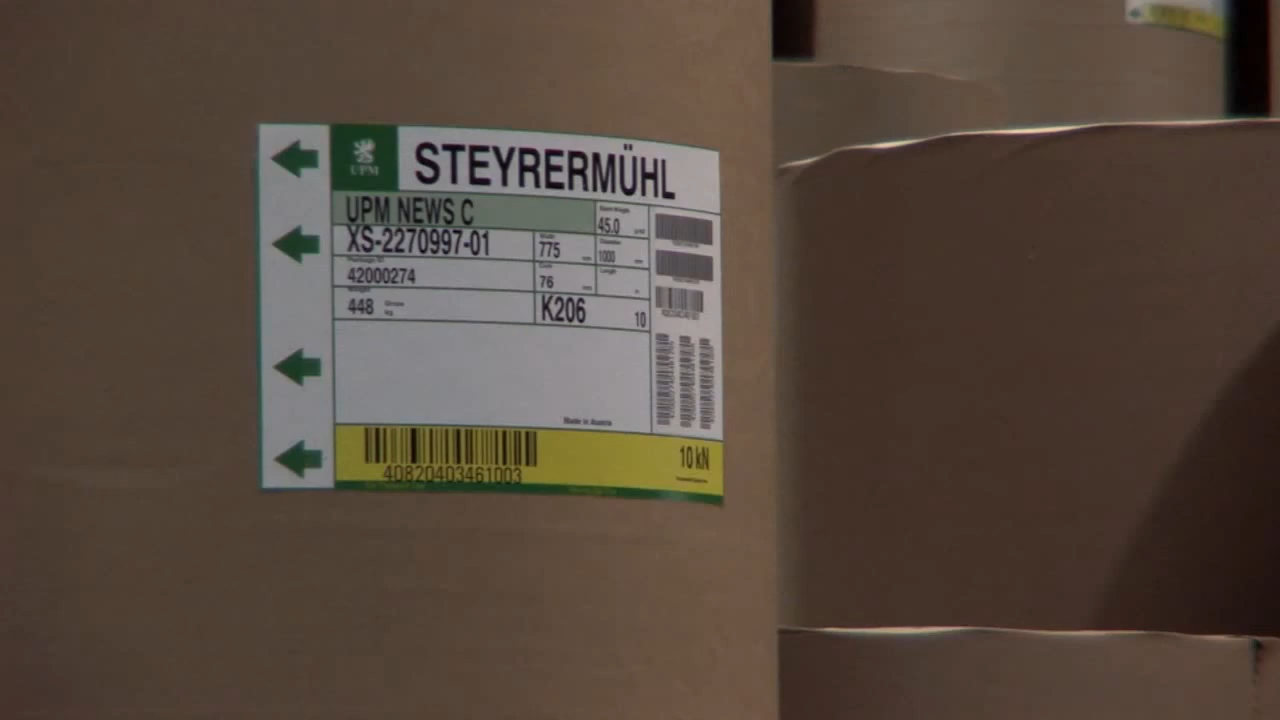 UPM
STEYRERMÜHL
UPM NEWS C
45.0
XS-2270997-01
775
1000
42000274
76
448
K206
10
Made in Austria
40820403461003
10 kN